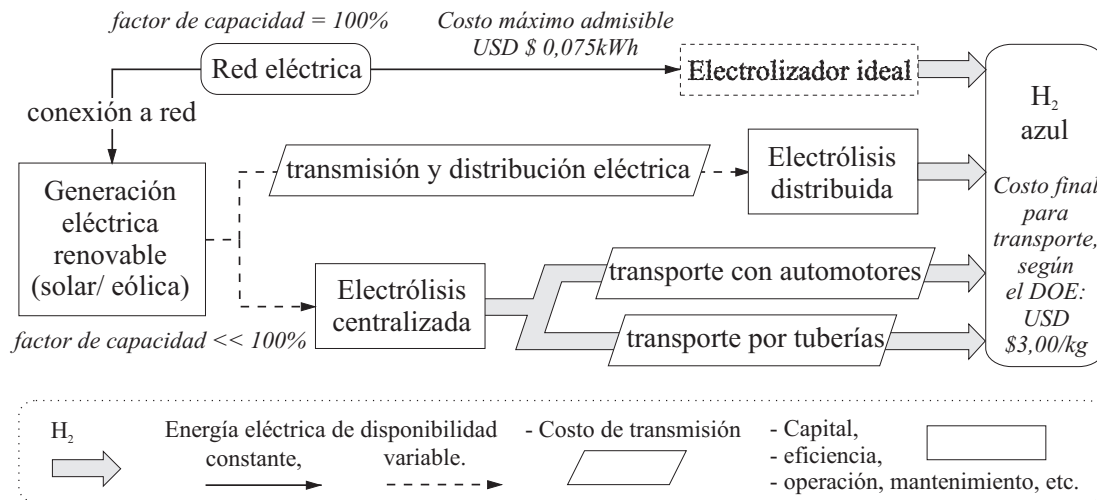 factor de capacidad = 100%
Costo máximo admisible
USD $ 0,075kWh
Red eléctrica
Electrolizador ideal
conexión a red
H₂
azul
Costo final
para
transporte,
según
el DOE:
USD
$3,00/kg
transmisión y distribución eléctrica
Electrólisis
distribuida
Generación
eléctrica
renovable
(solar/ eólica)
factor de capacidad << 100%
Electrólisis
centralizada
transporte con automotores
transporte por tuberías
H₂
Energía eléctrica de disponibilidad
constante,
variable.
- Costo de transmisión
- Capital,
- eficiencia,
- operación, mantenimiento, etc.